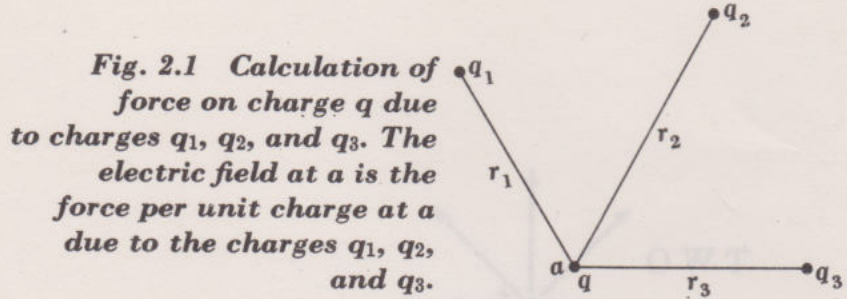 Fig. 2.1 Calculation of
force on charge q due
to charges q1, q2, and q3. The
electric field at a is the
force per unit charge at a
due to the charges q1, q2,
and q3.
q2
q1
r2
r1
a
q
r3
q3
TWO